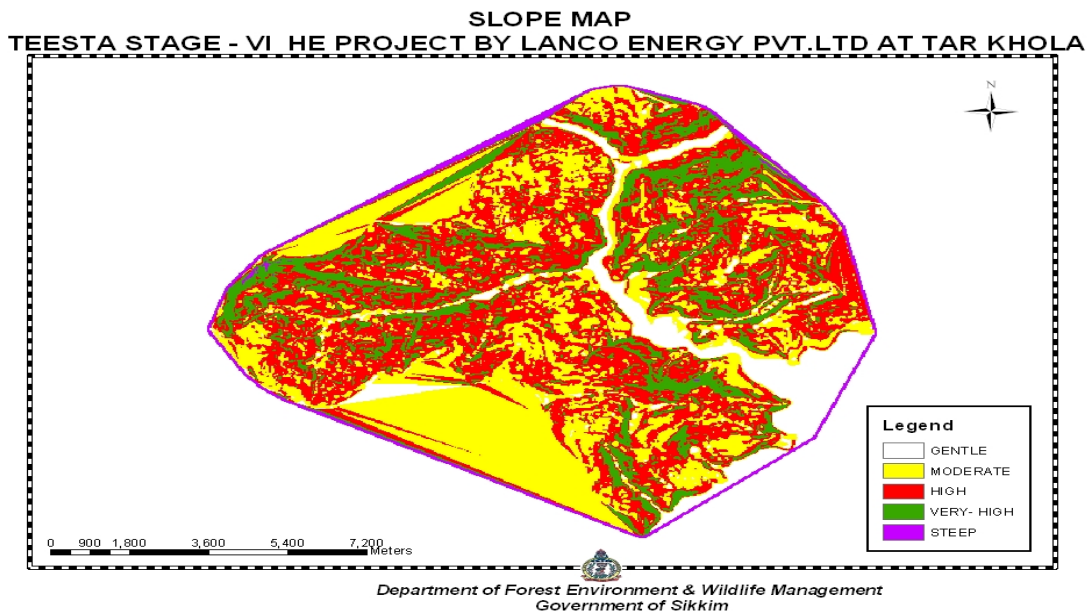 SLOPE MAP
TEESTA STAGE - VI HE PROJECT BY LANCO ENERGY PVT.LTD AT TAR KHOLA
N
Legend
GENTLE
MODERATE
HIGH
VERY- HIGH
STEEP
0 900 1,800 3,600 5,400 7,200
Meters
Department of Forest Environment & Wildlife Management
Government of Sikkim